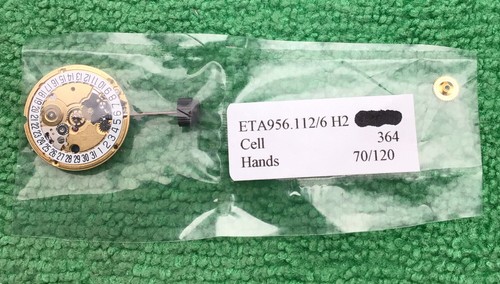 ETA956.112/6 H2
Cell 364
Hands 70/120